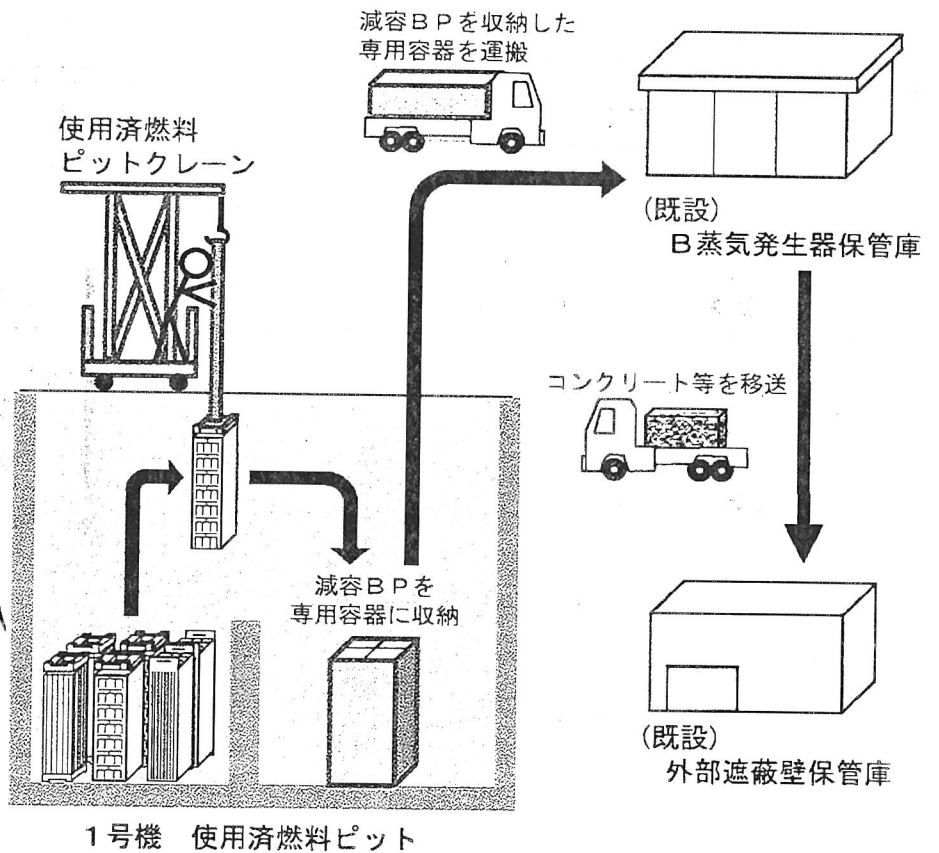 減容ＢＰを収納した
専用容器を運搬
使用済燃料
ピットクレーン
(既設)
Ｂ蒸気発生器保管庫
コンクリート等を移送
減容ＢＰを
専用容器に収納
(既設)
外部遮蔽壁保管庫
１号機　使用済燃料ピット